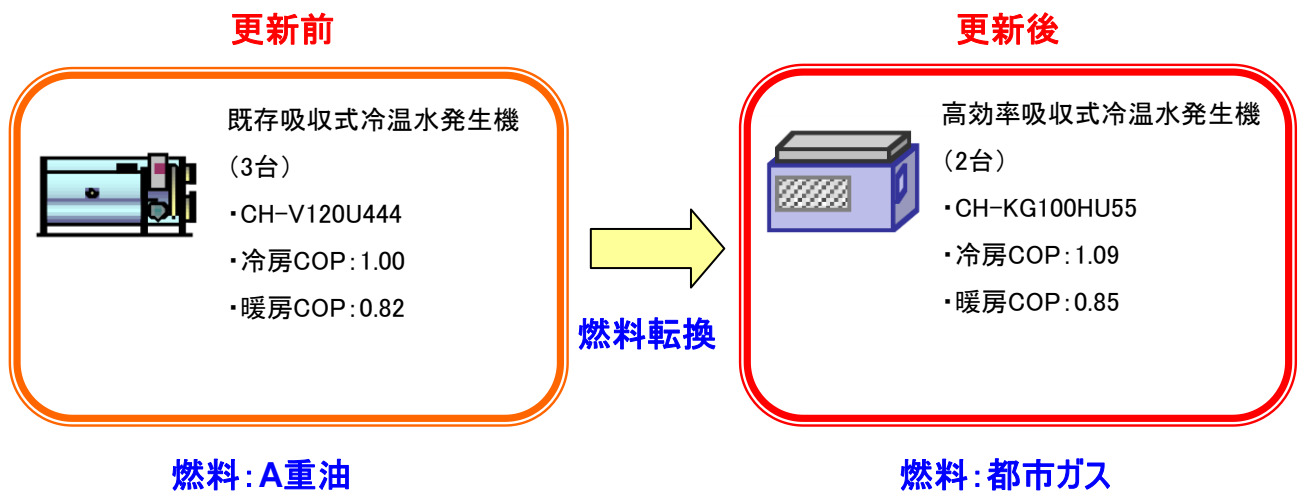 更新前
既存吸収式冷温水発生機
（3台）
・CH-V120U444
・冷房COP：1.00
・暖房COP：0.82
燃料：A重油
燃料転換
更新後
高効率吸収式冷温水発生機
（2台）
・CH-KG100HU55
・冷房COP：1.09
・暖房COP：0.85
燃料：都市ガス